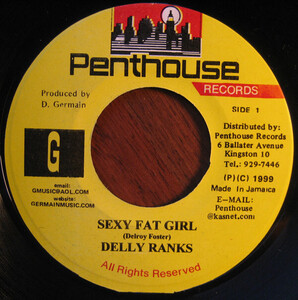 Penthouse
RECORDS
Produced by
D. Germain
SIDE 1
G
Distributed by:
Penthouse Records
6 Ballater Avenue
Kingston 10
Tel.: 929-7446
email:
GMUSIC@AOL.COM
website:
GERMAINMUSIC.COM
(P)(C) 1999
Made In Jamaica
E-MAIL:
Penthouse
@kasnet.com
SEXY FAT GIRL
(Delroy Foster)
DELLY RANKS
All Rights Reserved